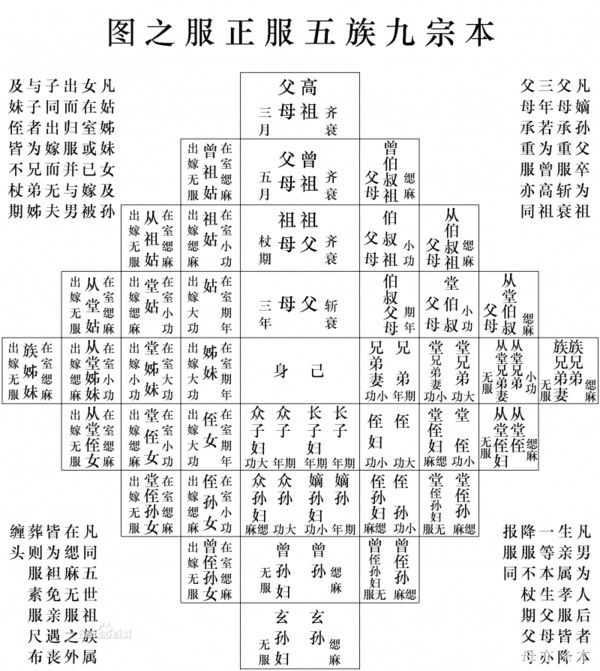 本宗九族五服正服之图
凡嫡孙父卒为祖
父母承重服斩衰
三年若为曾高祖
父母承重服亦同
凡姑姊妹女及孙
女在室或已嫁被
出而归服并与男
子同出嫁而无夫
与子者为兄弟姊
及妹侄皆不杖期
齐衰
高祖
父母
三月
缌麻
曾伯叔祖
父母
齐衰
曾祖
父母
五月
在室缌麻
曾祖姑
出嫁无服
缌麻
从伯叔祖
父母
小功
伯叔祖
父母
齐衰
祖父
祖母
杖期
在室小功
祖姑
出嫁缌麻
在室缌麻
从祖姑
出嫁无服
缌麻
从堂伯叔
父母
小功
堂伯叔
父母
期年
伯叔父母
斩衰
父
母
三年
在室期年
姑
出嫁大功
在室小功
堂姑
出嫁缌麻
在室缌麻
从堂姑
出嫁无服
族兄弟
缌麻
族兄弟妻
无服
从堂兄弟
小功
从堂兄弟妻
无服
堂兄弟
大功
堂兄弟妻
小功
兄弟
期年
兄弟妻
小功
己身
在室期年
姊妹
出嫁大功
在室大功
堂姊妹
出嫁小功
在室小功
从堂姊妹
出嫁缌麻
在室缌麻
族姊妹
出嫁无服
从堂侄
缌麻
从堂侄妇
无服
堂侄
小功
堂侄妇
缌麻
侄
期年
侄妇
大功
长子
期年
长子妇
期年
众子
期年
众子妇
大功
在室期年
侄女
出嫁大功
在室小功
堂侄女
出嫁缌麻
在室缌麻
从堂侄女
出嫁无服
堂侄孙
缌麻
堂侄孙妇
无服
侄孙
小功
侄孙妇
缌麻
嫡孙
期年
嫡孙妇
小功
众孙
大功
众孙妇
缌麻
在室小功
侄孙女
出嫁缌麻
在室缌麻
堂侄孙女
出嫁无服
曾侄孙
缌麻
曾侄孙妇
无服
曾孙
缌麻
曾孙妇
无服
在室缌麻
曾侄孙女
出嫁无服
玄孙
缌麻
玄孙妇
无服
凡男为人后者本
生亲属孝服皆降
一等本生父母亦
降服不杖期父母
报服同
凡同五世祖族属
在缌麻无服之外
皆为袒免亲遇丧
葬则服素服尺布
缠头